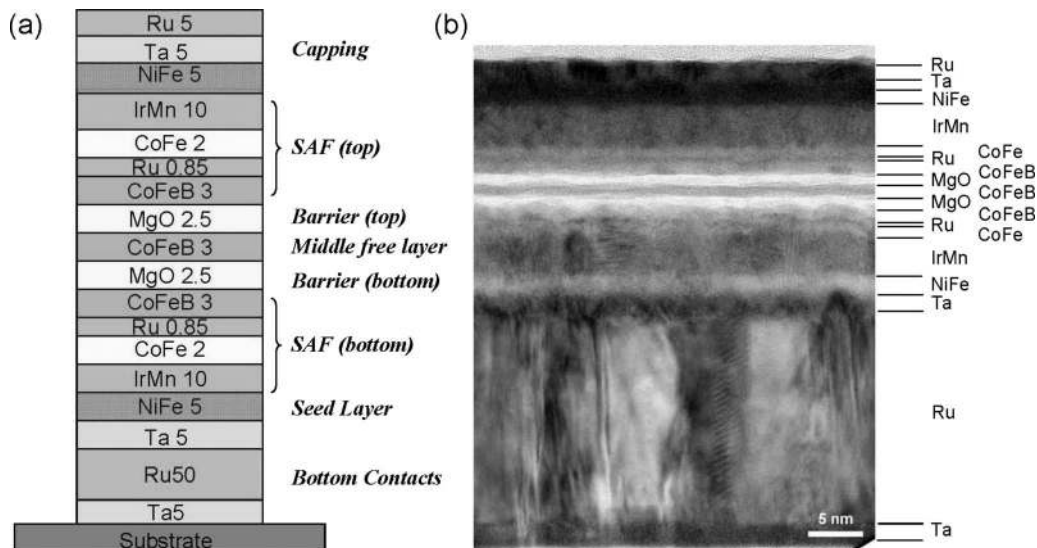 (a)
Ru 5
Ta 5
NiFe 5
IrMn 10
CoFe 2
Ru 0.85
CoFeB 3
MgO 2.5
CoFeB 3
MgO 2.5
CoFeB 3
Ru 0.85
CoFe 2
IrMn 10
NiFe 5
Ta 5
Ru50
Ta5
Substrate
Capping
SAF (top)
Barrier (top)
Middle free layer
Barrier (bottom)
SAF (bottom)
Seed Layer
Bottom Contacts
(b)
Ru
Ta
NiFe
IrMn
CoFe
Ru
CoFeB
MgO
CoFeB
MgO
CoFeB
Ru
CoFe
IrMn
NiFe
Ta
Ru
Ta
5 nm